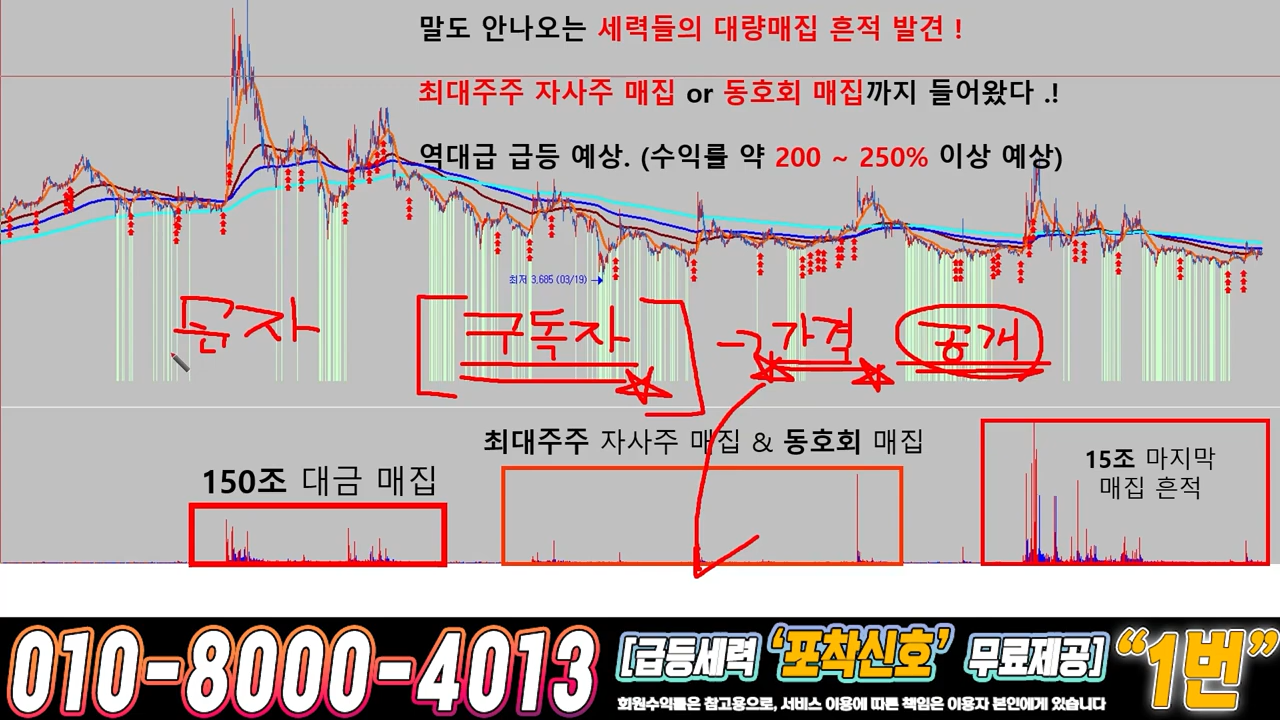 말도 안나오는 세력들의 대량매집 흔적 발견 !
최대주주 자사주 매집 or 동호회 매집까지 들어왔다 .!
역대급 급등 예상. (수익률 약 200 ~ 250% 이상 예상)
최저 3,685 (03/19)
문자 [구독자] 가격 공개
최대주주 자사주 매집 & 동호회 매집
150조 대금 매집
15조 마지막
매집 흔적
010-8000-4013 [급등세력 ‘포착신호’ 무료제공] “1번”
회원수익률은 참고용으로, 서비스 이용에 따른 책임은 이용자 본인에게 있습니다